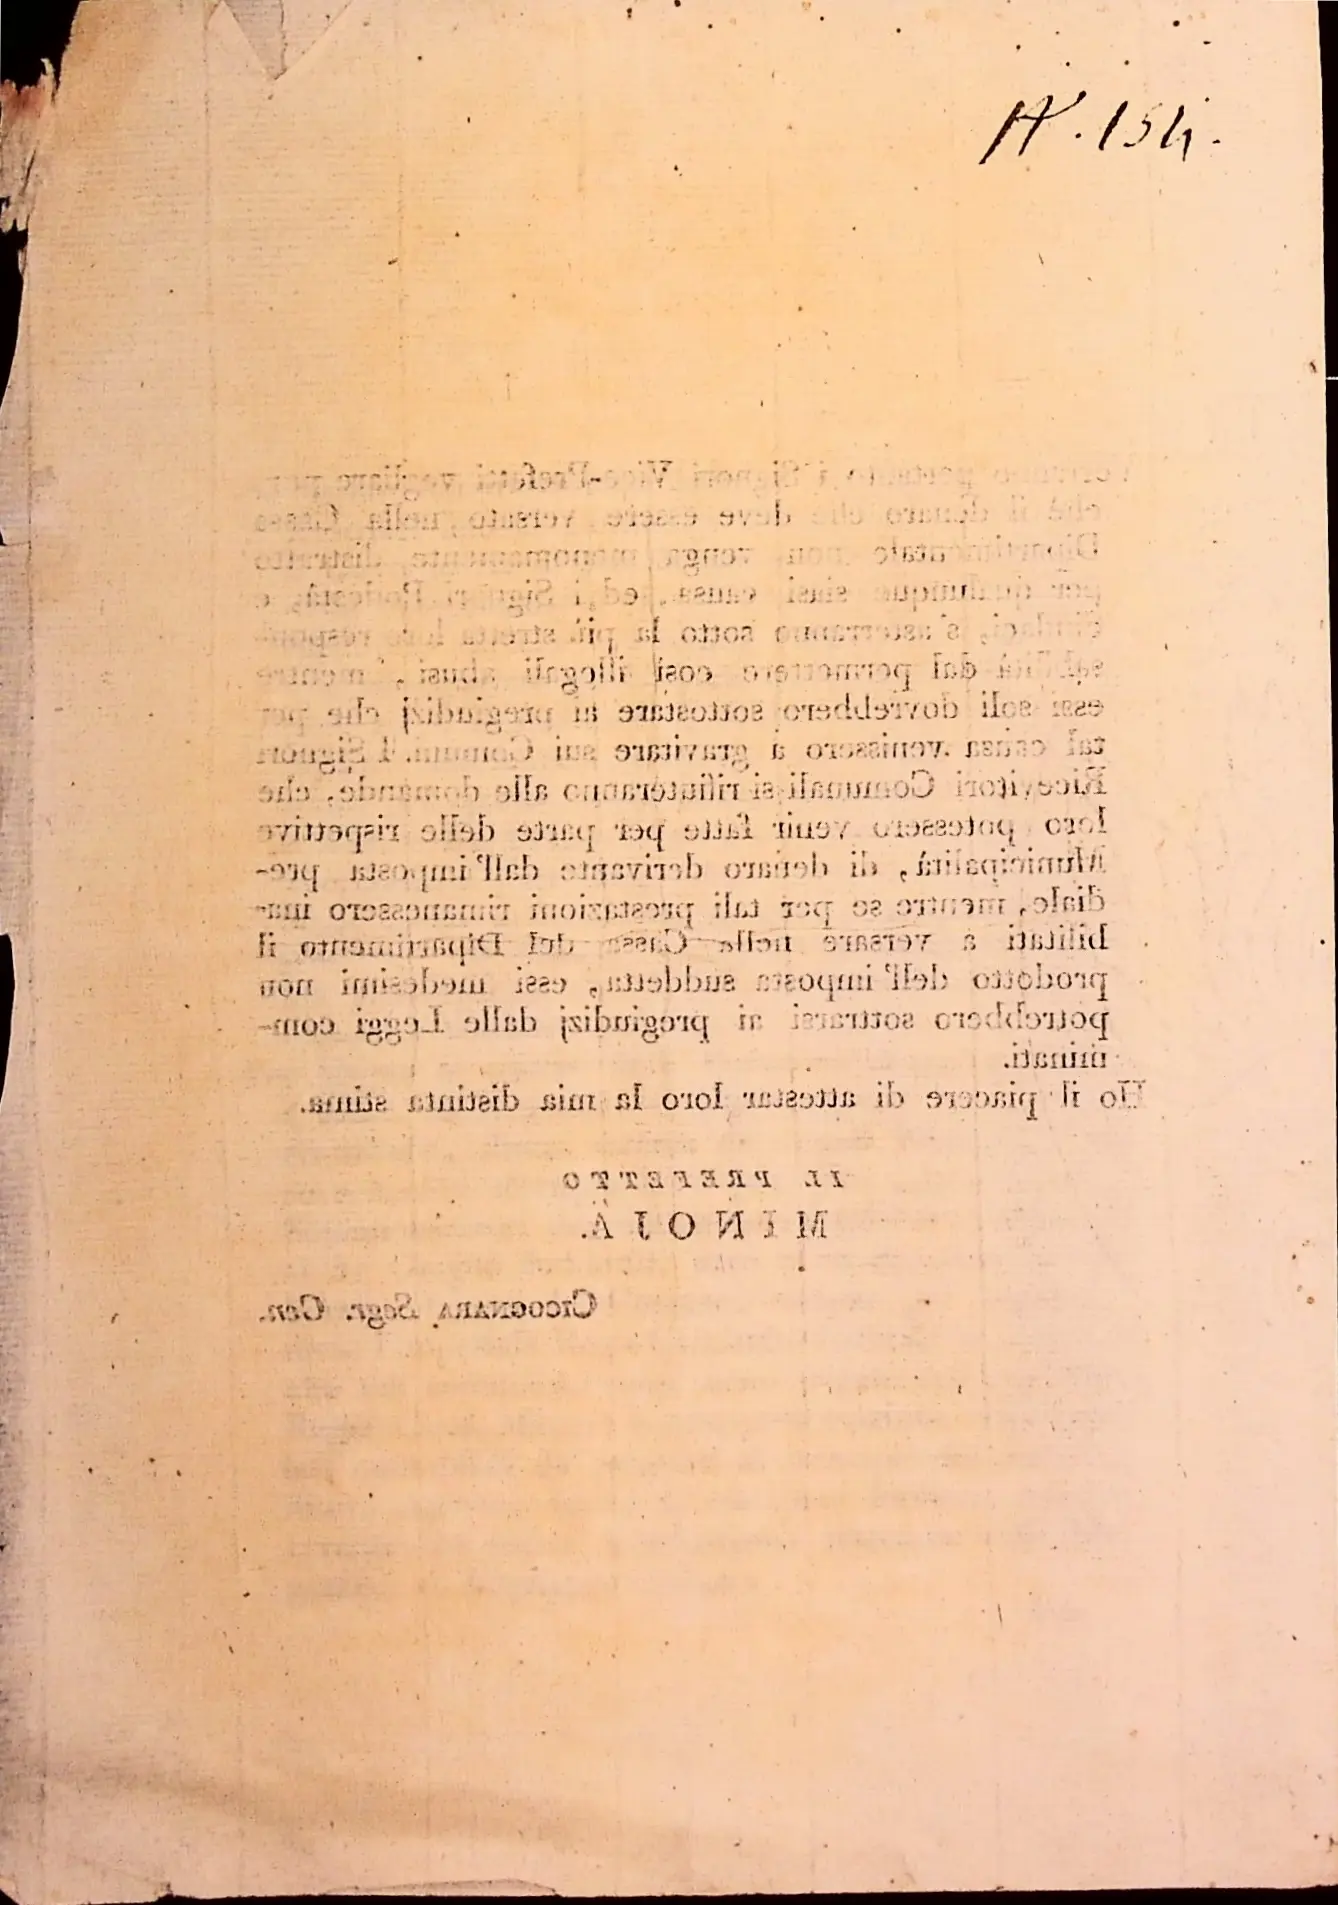 N. 154.
i Signori Vice-Prefetti vegliare per-
chè il denaro che deve essere versato nella Cassa
Dipartimentale non venga menomamente distratto
per qualunque siasi causa, ed i Signori Podestà, e
Sindaci, s'asterranno sotto la più stretta loro respon-
sabilità dal permettere così illegali abusi, mentre
essi soli dovrebbero sottostare ai pregiudizj che per
tal causa venissero a gravitare sui Comuni. I Signori
Ricevitori Comunali si rifiuteranno alle domande, che
loro potessero venir fatte per parte delle rispettive
Municipalità, di denaro derivante dall'imposta pre-
diale, mentre se per tali prestazioni rimanessero ina-
bilitati a versare nella Cassa del Dipartimento il
prodotto dell'imposta suddetta, essi medesimi non
potrebbero sottrarsi ai pregiudizj dalle Leggi com-
minati.
Ho il piacere di attestar loro la mia distinta stima.
IL PREFETTO
MINOJA.
CICOGNARA Segr. Gen.